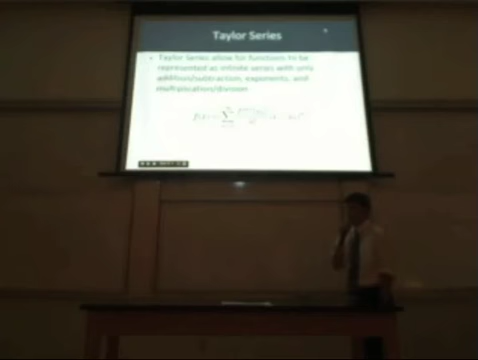 Taylor Series
• Taylor Series allow for functions to be
represented as infinite series with only
addition/subtraction, exponents, and
multiplication/division